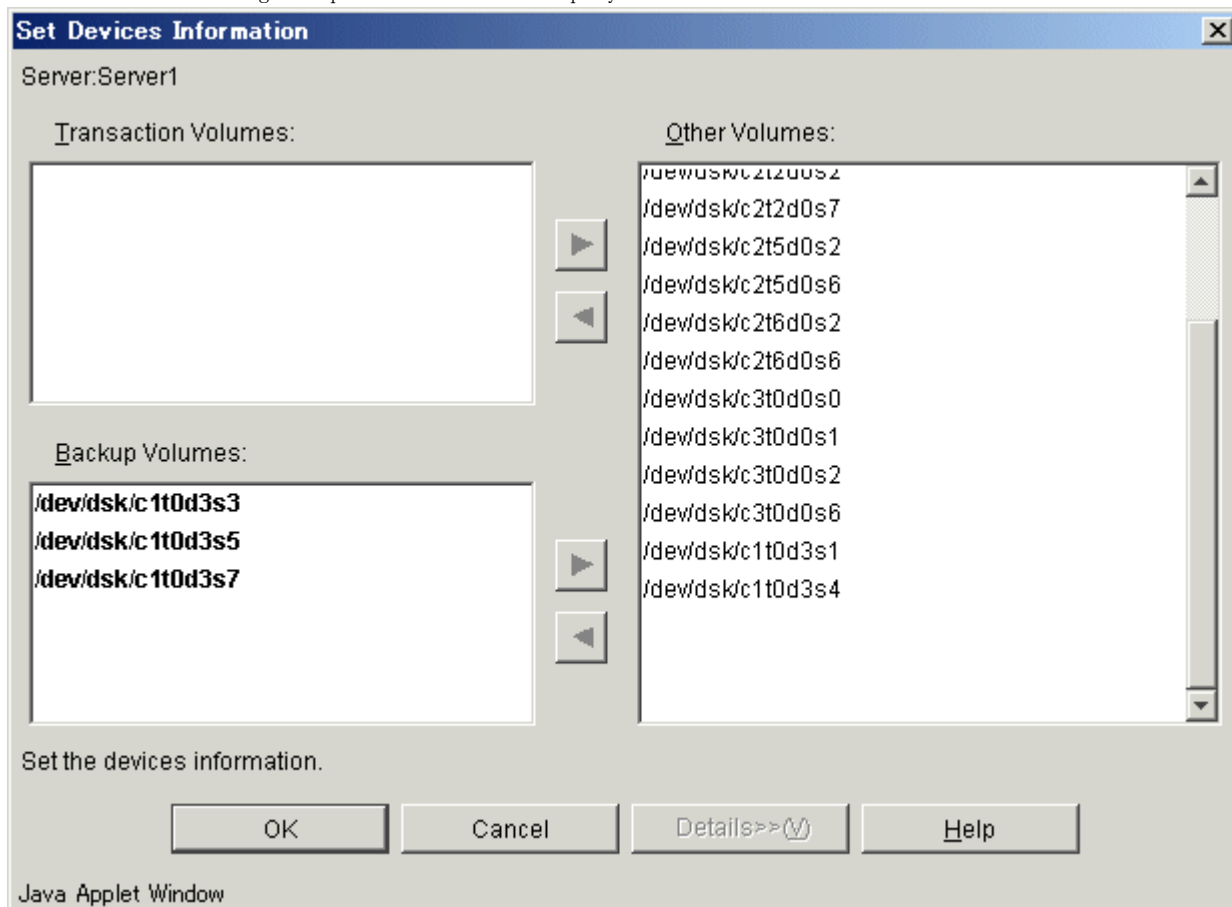 Set Devices Information
Server:Server1
Transaction Volumes:
Backup Volumes:
/dev/dsk/c1t0d3s3
/dev/dsk/c1t0d3s5
/dev/dsk/c1t0d3s7
Other Volumes:
/dev/dsk/c2t2d0s2
/dev/dsk/c2t2d0s7
/dev/dsk/c2t5d0s2
/dev/dsk/c2t5d0s6
/dev/dsk/c2t6d0s2
/dev/dsk/c2t6d0s6
/dev/dsk/c3t0d0s0
/dev/dsk/c3t0d0s1
/dev/dsk/c3t0d0s2
/dev/dsk/c3t0d0s6
/dev/dsk/c1t0d3s1
/dev/dsk/c1t0d3s4
Set the devices information.
OK Cancel Details>>(V) Help
Java Applet Window